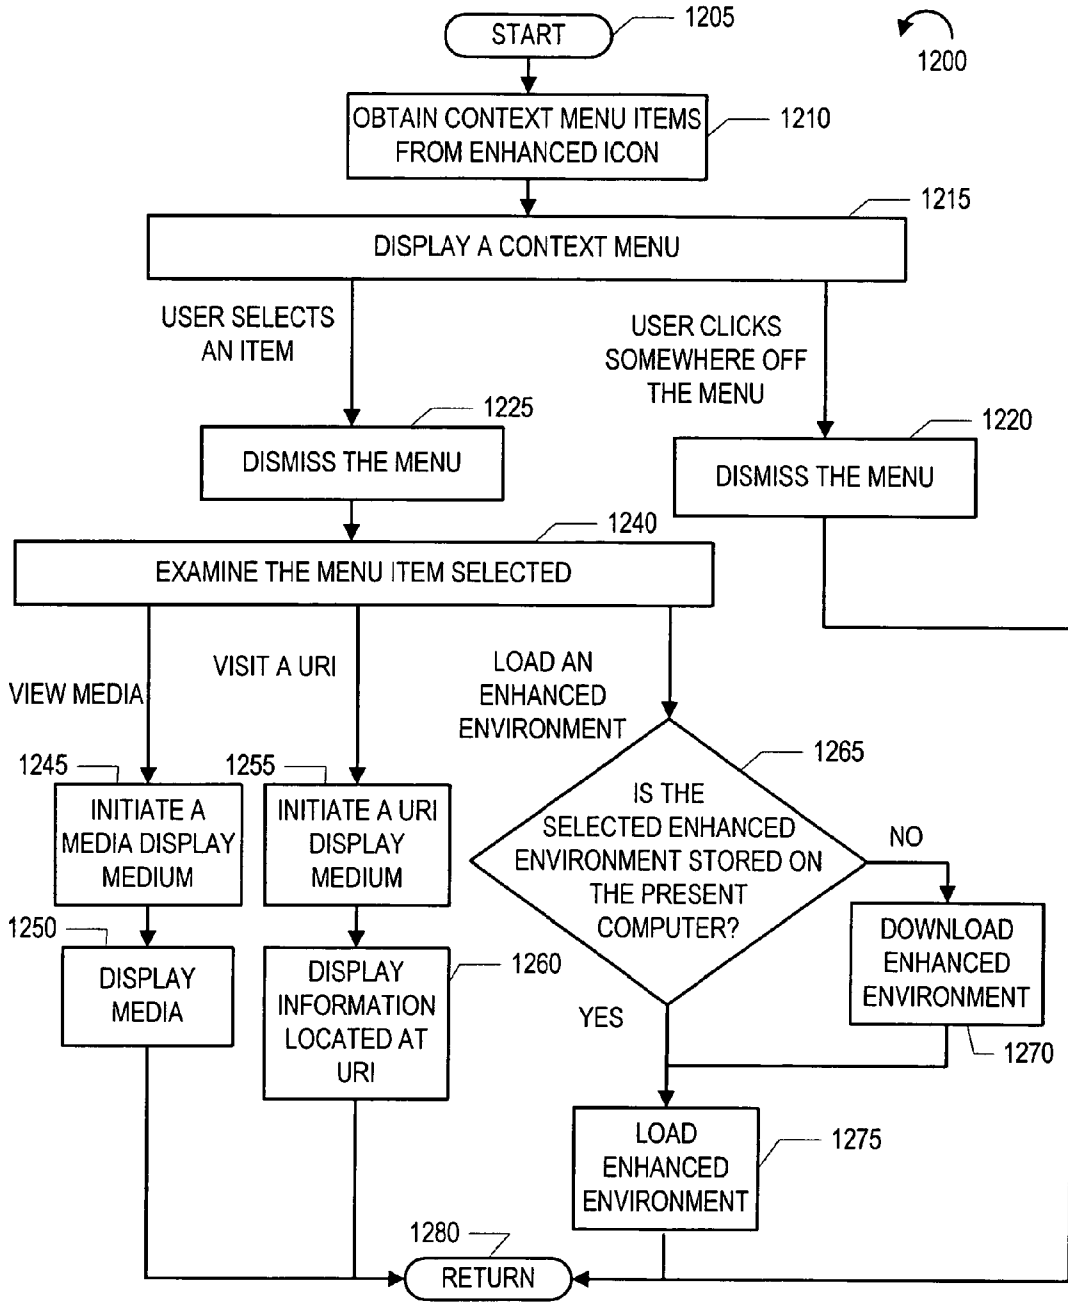 START
1205
1200
OBTAIN CONTEXT MENU ITEMS
FROM ENHANCED ICON
1210
1215
DISPLAY A CONTEXT MENU
USER SELECTS
AN ITEM
USER CLICKS
SOMEWHERE OFF
THE MENU
1225
DISMISS THE MENU
1220
DISMISS THE MENU
1240
EXAMINE THE MENU ITEM SELECTED
VIEW MEDIA
VISIT A URI
LOAD AN
ENHANCED
ENVIRONMENT
1245
INITIATE A
MEDIA DISPLAY
MEDIUM
1255
INITIATE A URI
DISPLAY
MEDIUM
1265
IS THE
SELECTED ENHANCED
ENVIRONMENT STORED ON
THE PRESENT
COMPUTER?
NO
YES
1250
DISPLAY
MEDIA
1260
DISPLAY
INFORMATION
LOCATED AT
URI
DOWNLOAD
ENHANCED
ENVIRONMENT
1270
LOAD
ENHANCED
ENVIRONMENT
1275
1280
RETURN